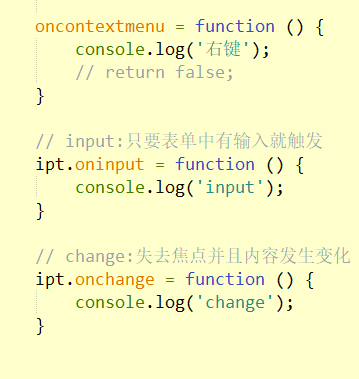 oncontextmenu = function () {
console.log('右键');
// return false;
}
// input:只要表单中有输入就触发
ipt.oninput = function () {
console.log('input');
}
// change:失去焦点并且内容发生变化
ipt.onchange = function () {
console.log('change');
}